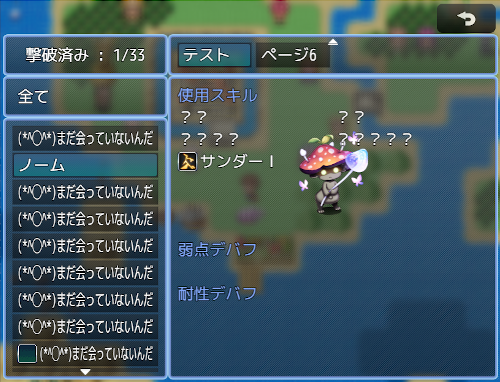 撃破済み : 1/33
全て
(*^◯^*)まだ会っていないんだ
ノーム
(*^◯^*)まだ会っていないんだ
(*^◯^*)まだ会っていないんだ
(*^◯^*)まだ会っていないんだ
(*^◯^*)まだ会っていないんだ
(*^◯^*)まだ会っていないんだ
(*^◯^*)まだ会っていないんだ
(*^◯^*)まだ会っていないんだ
テスト ページ6
使用スキル
？？ ？？
？？？？ ？？？？？
サンダーⅠ
弱点デバフ
耐性デバフ